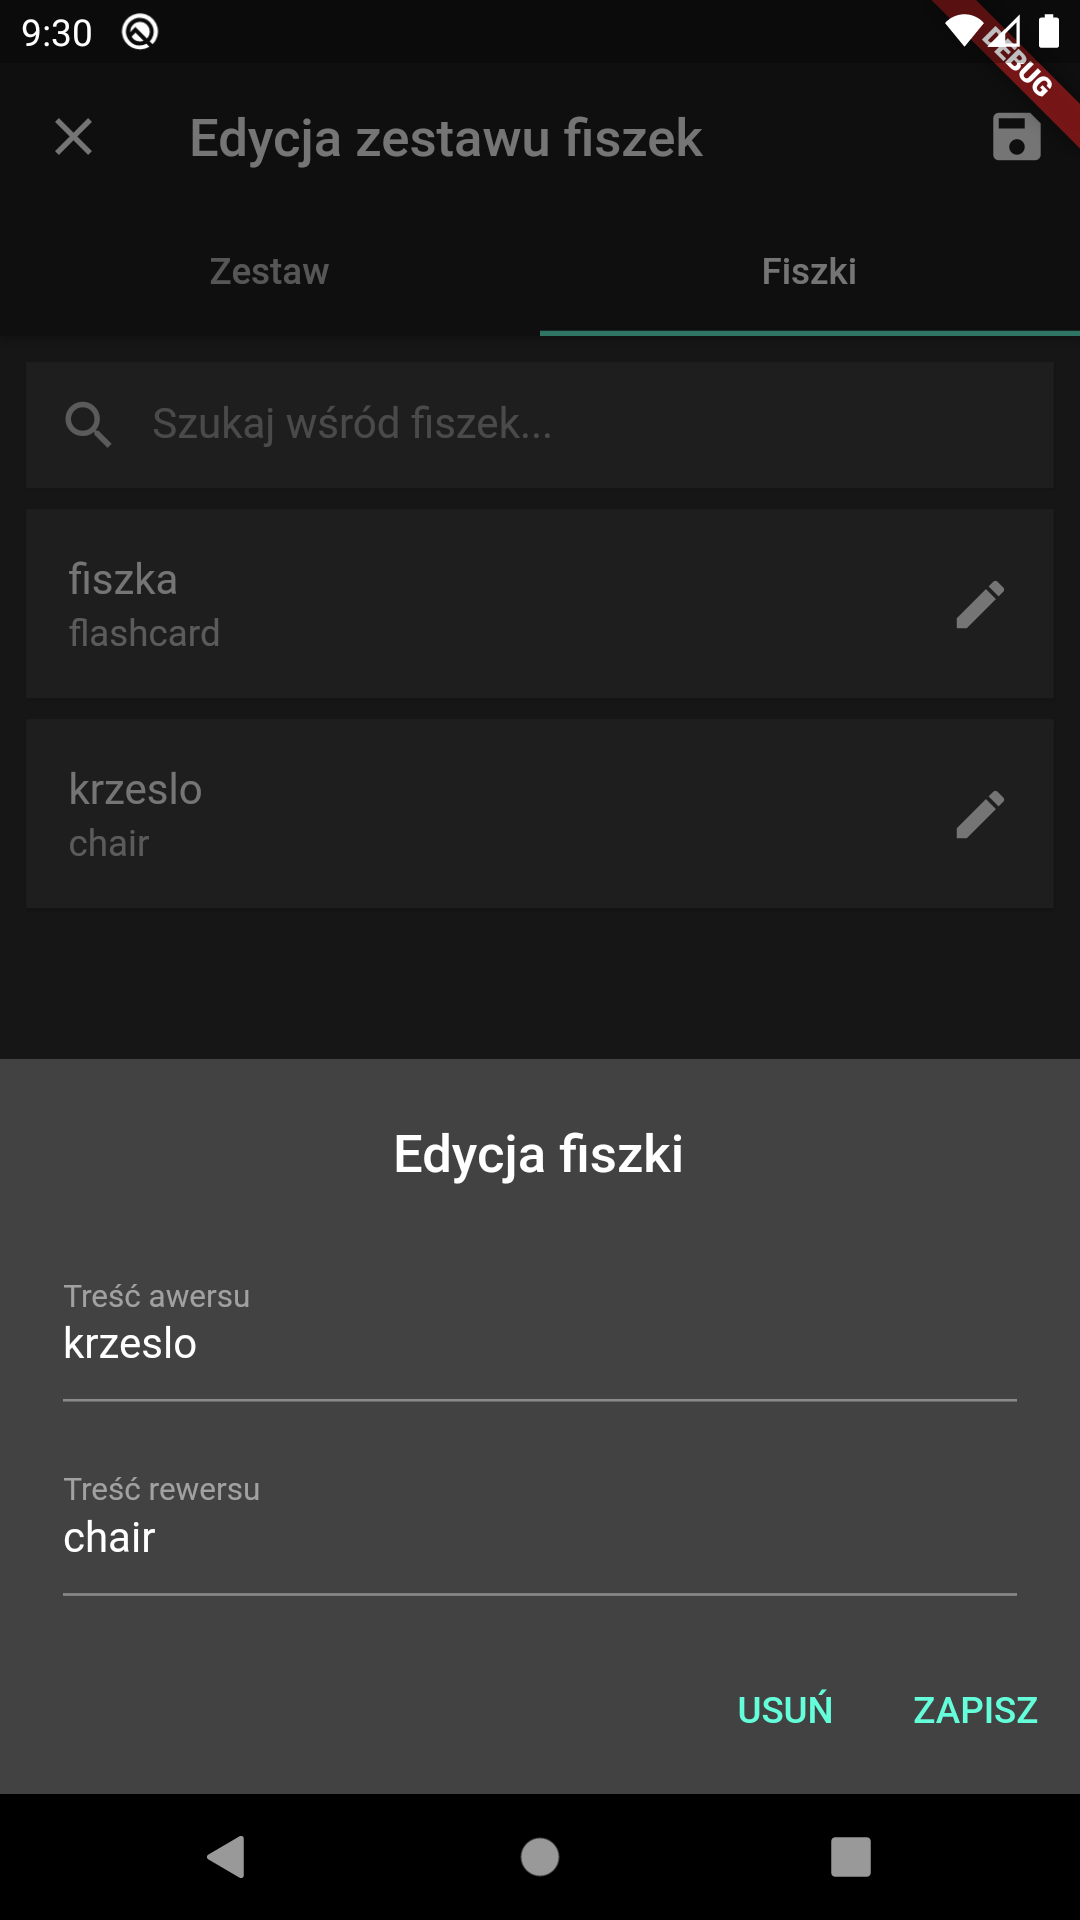 9:30
DEBUG
Edycja zestawu fiszek
Zestaw
Fiszki
Szukaj wśród fiszek...
fiszka
flashcard
krzeslo
chair
Edycja fiszki
Treść awersu
krzeslo
Treść rewersu
chair
USUŃ
ZAPISZ